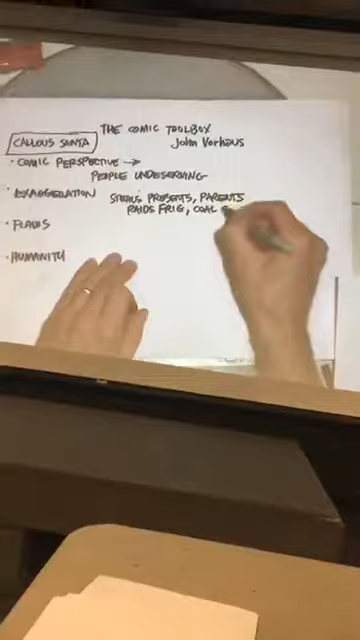 THE COMIC TOOLBOX
John Vorhaus
CALLOUS SANTA
• COMIC PERSPECTIVE →
PEOPLE UNDESERVING
• EXAGGERATION STEALS PRESENTS, PARENTS
RAIDS FRIG, COAL
• FLAWS
• HUMANITY